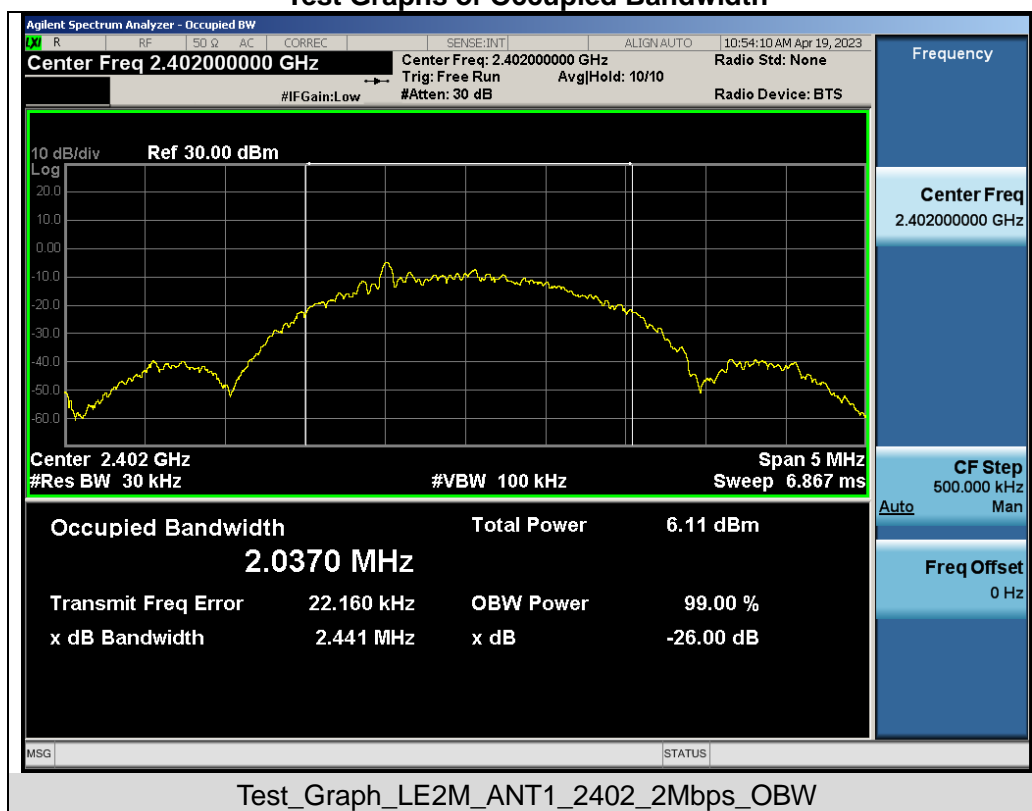 Test Graphs of Occupied Bandwidth
Agilent Spectrum Analyzer - Occupied BW
LXI R RF 50 Ω AC CORREC SENSE:INT ALIGN AUTO 10:54:10 AM Apr 19, 2023
Center Freq 2.402000000 GHz
Center Freq: 2.402000000 GHz
Radio Std: None
Trig: Free Run Avg|Hold: 10/10
#IFGain:Low
#Atten: 30 dB
Radio Device: BTS
10 dB/div Ref 30.00 dBm
Log
20.0
10.0
0.00
-10.0
-20.0
-30.0
-40.0
-50.0
-60.0
Center 2.402 GHz Span 5 MHz
#Res BW 30 kHz #VBW 100 kHz Sweep 6.867 ms
Occupied Bandwidth Total Power 6.11 dBm
2.0370 MHz
Transmit Freq Error 22.160 kHz OBW Power 99.00 %
x dB Bandwidth 2.441 MHz x dB -26.00 dB
MSG STATUS
Frequency
Center Freq
2.402000000 GHz
CF Step
500.000 kHz
Auto Man
Freq Offset
0 Hz
Test_Graph_LE2M_ANT1_2402_2Mbps_OBW